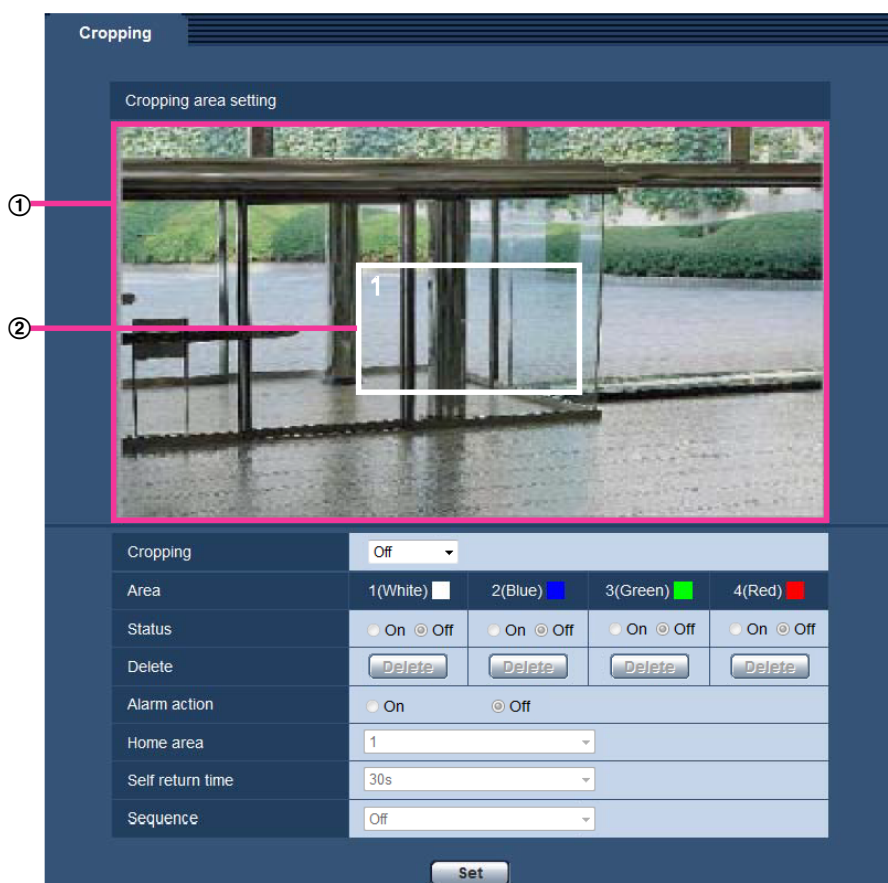 Cropping
Cropping area setting
①
②
1
Cropping Off
Area 1(White) 2(Blue) 3(Green) 4(Red)
Status On Off On Off On Off On Off
Delete Delete Delete Delete Delete
Alarm action On Off
Home area 1
Self return time 30s
Sequence Off
Set